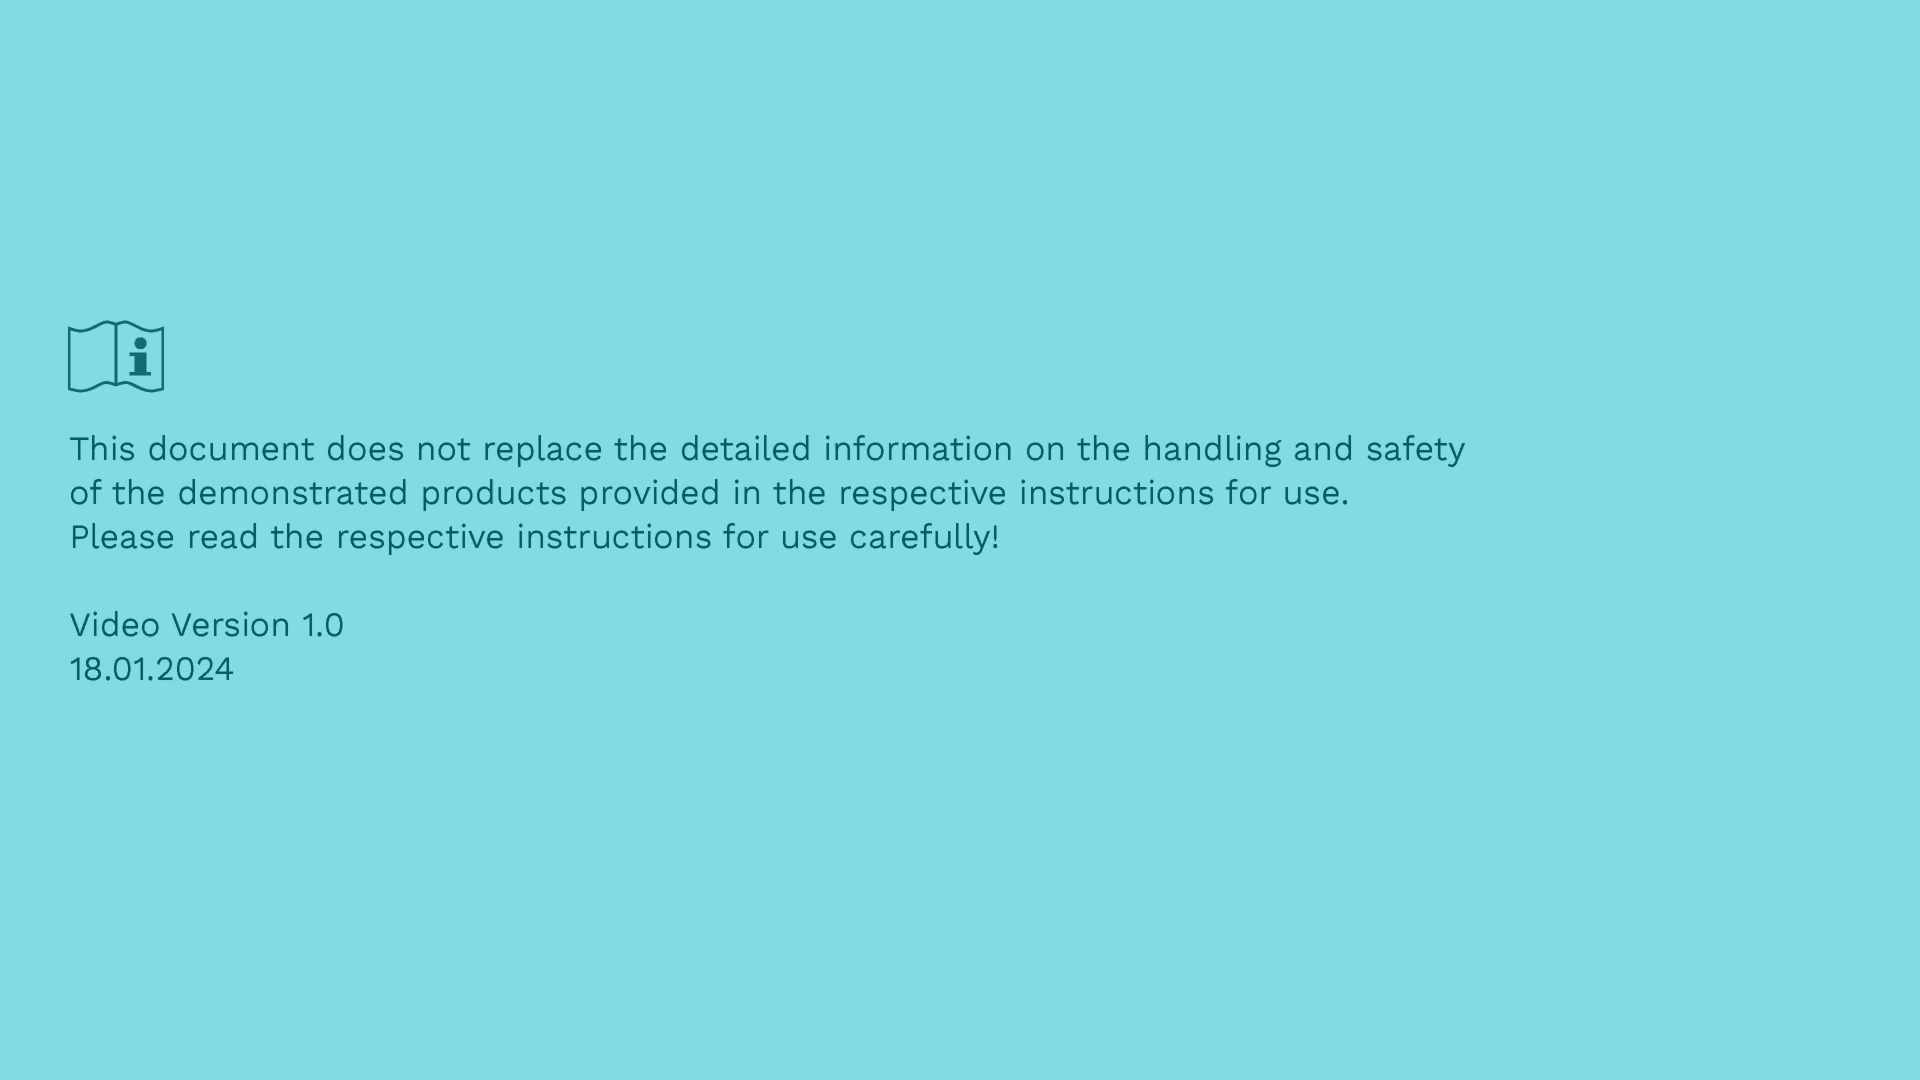 This document does not replace the detailed information on the handling and safety
of the demonstrated products provided in the respective instructions for use.
Please read the respective instructions for use carefully!
Video Version 1.0
18.01.2024